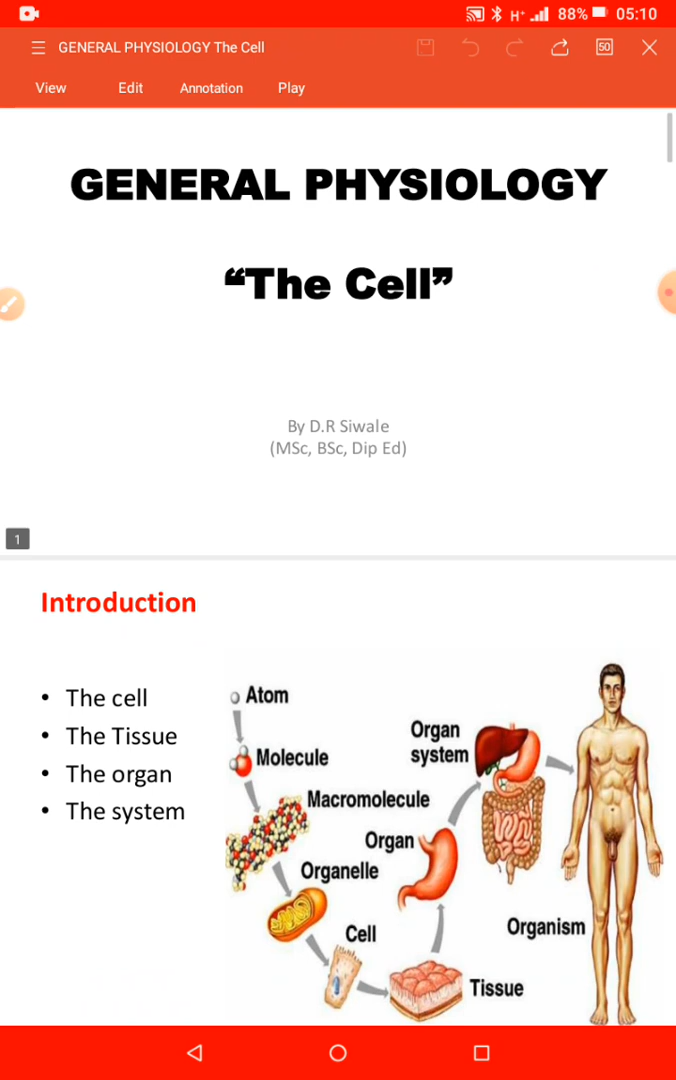 H+ 88% 05:10
GENERAL PHYSIOLOGY The Cell 50
View Edit Annotation Play
GENERAL PHYSIOLOGY
“The Cell”
By D.R Siwale
(MSc, BSc, Dip Ed)
1
Introduction
• The cell
• The Tissue
• The organ
• The system
Atom
Molecule
Macromolecule
Organelle
Cell
Tissue
Organ
Organ
system
Organism